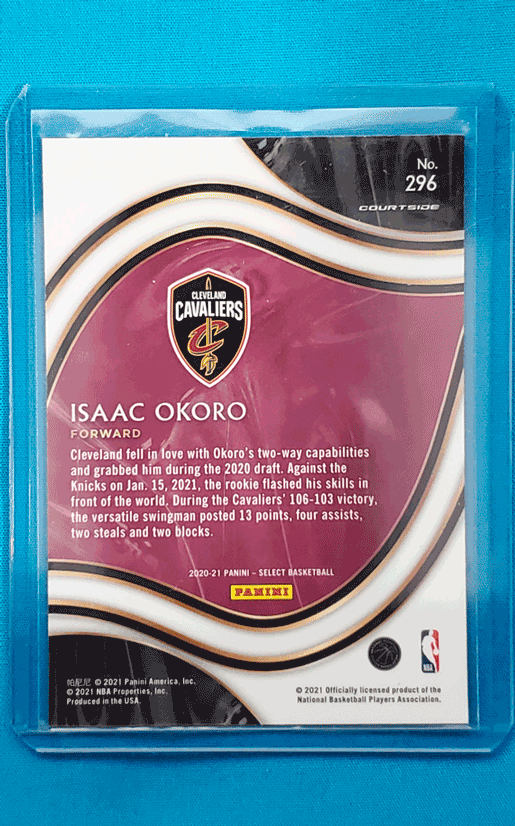 No.
296
COURTSIDE
CLEVELAND
CAVALIERS
ISAAC OKORO
FORWARD
Cleveland fell in love with Okoro's two-way capabilities
and grabbed him during the 2020 draft. Against the
Knicks on Jan. 15, 2021, the rookie flashed his skills in
front of the world. During the Cavaliers' 106-103 victory,
the versatile swingman posted 13 points, four assists,
two steals and two blocks.
2020-21 PANINI – SELECT BASKETBALL
PANINI
帕尼尼 © 2021 Panini America, Inc.
© 2021 NBA Properties, Inc.
Produced in the USA.
NBA
© 2021 Officially licensed product of the
National Basketball Players Association.